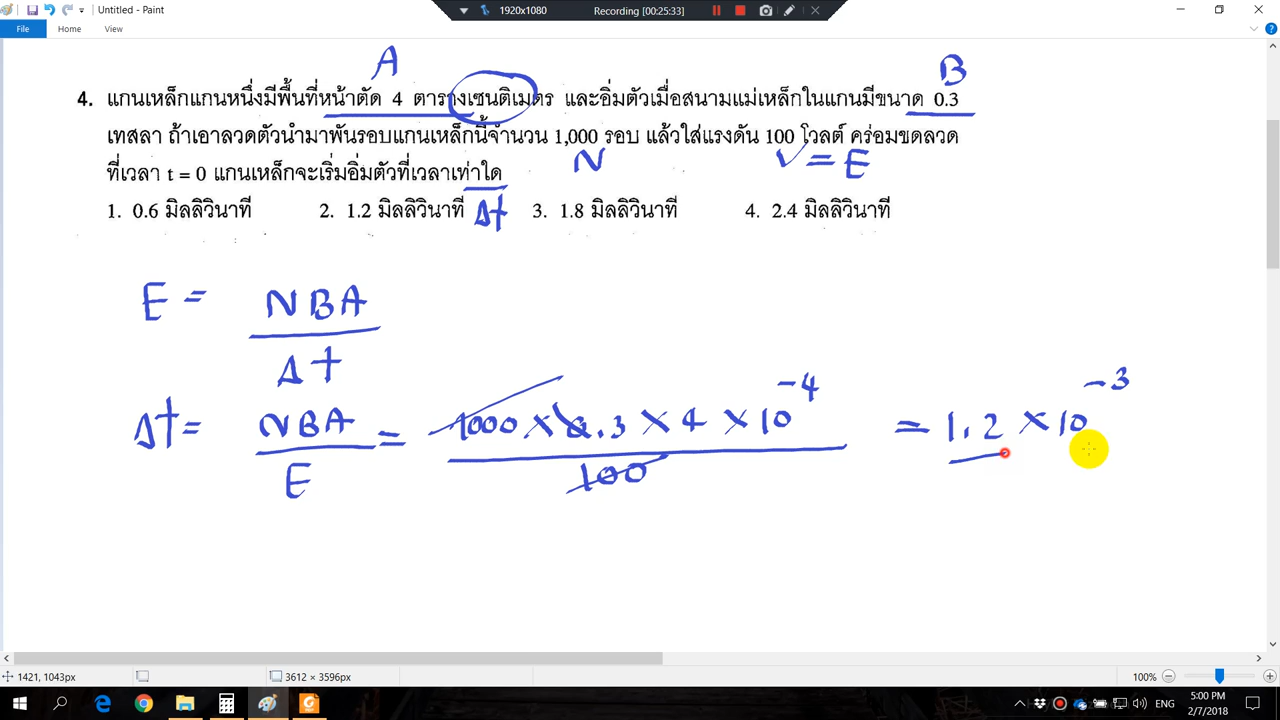 Untitled - Paint
1920x1080
Recording [00:25:33]
File Home View
A
B
4. แกนเหล็กแกนหนึ่งมีพื้นที่หน้าตัด 4 ตารางเซนติเมตร และอิ่มตัวเมื่อสนามแม่เหล็กในแกนมีขนาด 0.3
เทสลา ถ้าเอาลวดตัวนำมาพันรอบแกนเหล็กนี้จำนวน 1,000 รอบ แล้วใส่แรงดัน 100 โวลต์ คร่อมขดลวด
N
V = E
ที่เวลา t = 0 แกนเหล็กจะเริ่มอิ่มตัวที่เวลาเท่าใด
1. 0.6 มิลลิวินาที 2. 1.2 มิลลิวินาที Δt 3. 1.8 มิลลิวินาที 4. 2.4 มิลลิวินาที
E = NBA
Δt
Δt = NBA = 1000 × 0.3 × 4 × 10⁻⁴ = 1.2 × 10⁻³
E 100
1421, 1043px
3612 × 3596px
100%
ENG
5:00 PM
2/7/2018